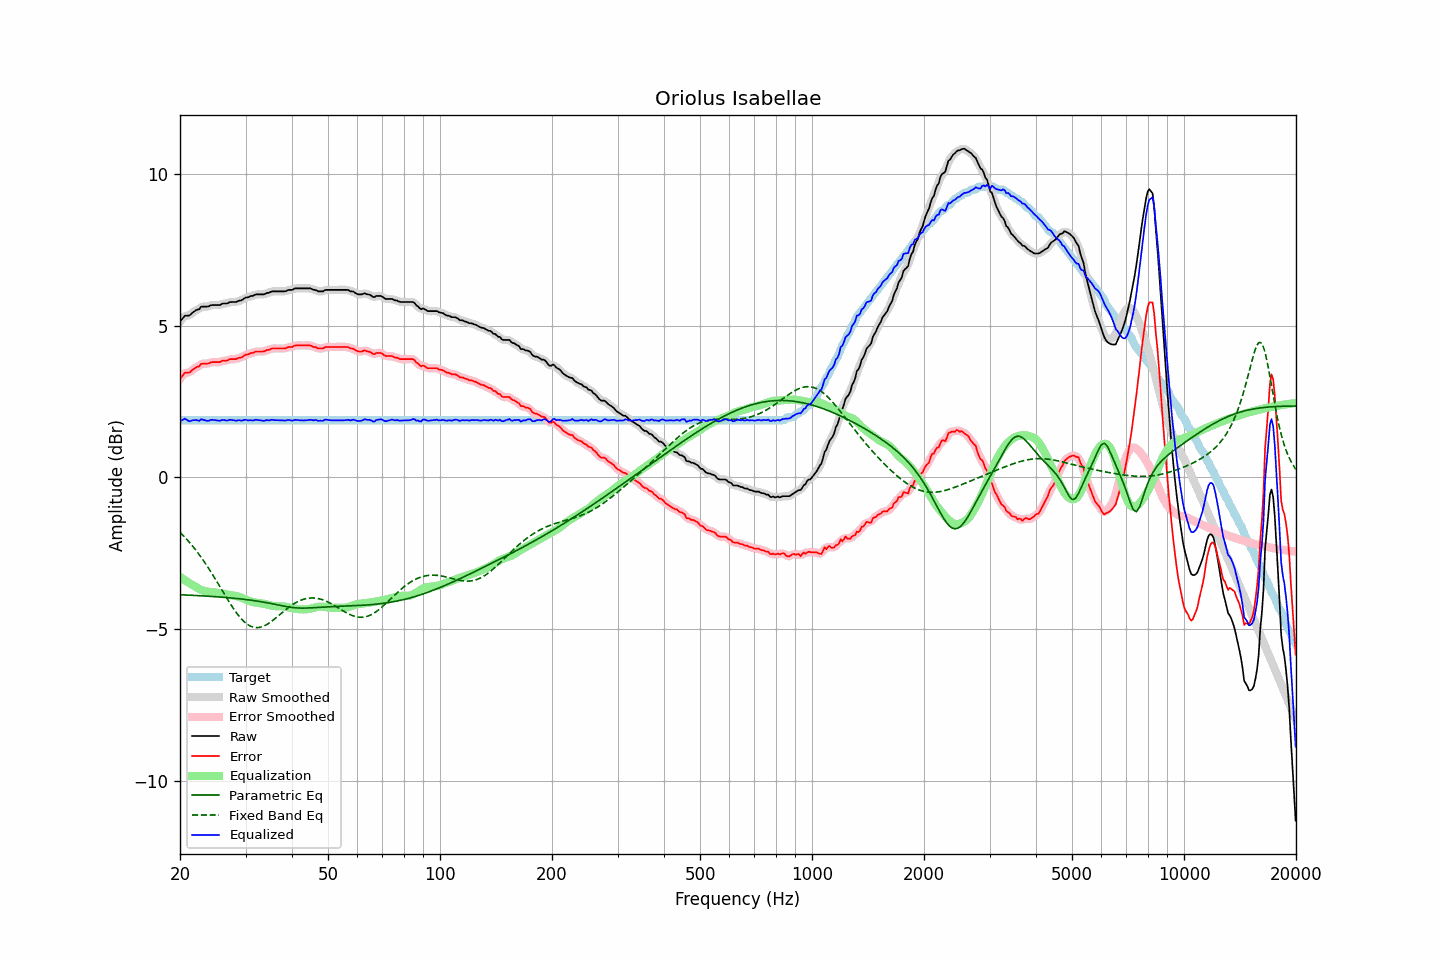 Oriolus Isabellae
Amplitude (dBr)
10
5
0
−5
−10
Target
Raw Smoothed
Error Smoothed
Raw
Error
Equalization
Parametric Eq
Fixed Band Eq
Equalized
20 50 100 200 500 1000 2000 5000 10000 20000
Frequency (Hz)